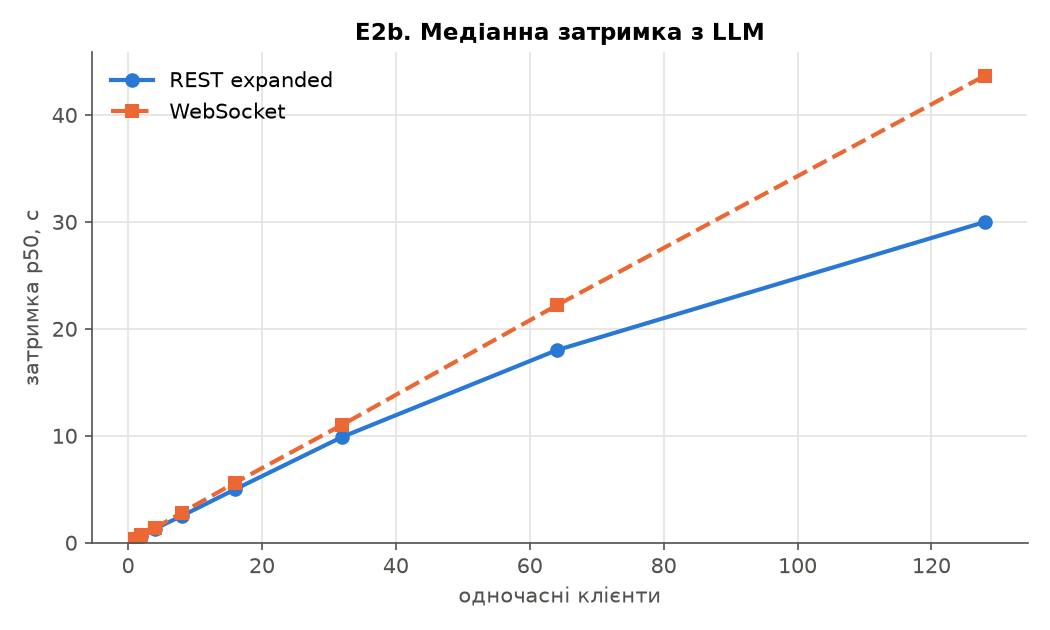 E2b. Медіанна затримка з LLM
REST expanded
WebSocket
затримка p50, с
40
30
20
10
0
0 20 40 60 80 100 120
одночасні клієнти